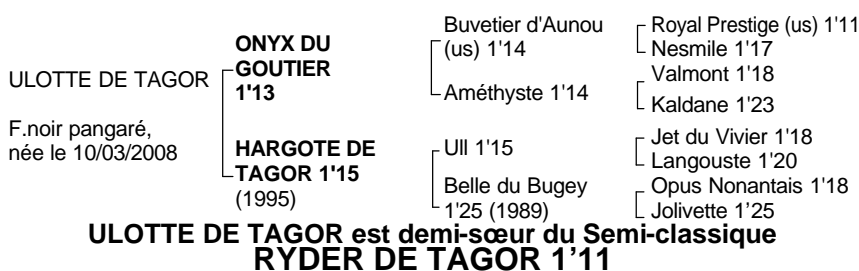 ULOTTE DE TAGOR
F.noir pangaré,
née le 10/03/2008
ONYX DU
GOUTIER
1'13
HARGOTE DE
TAGOR 1'15
(1995)
Buvetier d'Aunou
(us) 1'14
Améthyste 1'14
Ull 1'15
Belle du Bugey
1'25 (1989)
Royal Prestige (us) 1'11
Nesmile 1'17
Valmont 1'18
Kaldane 1'23
Jet du Vivier 1'18
Langouste 1'20
Opus Nonantais 1'18
Jolivette 1’25
ULOTTE DE TAGOR est demi-sœur du Semi-classique
RYDER DE TAGOR 1’11